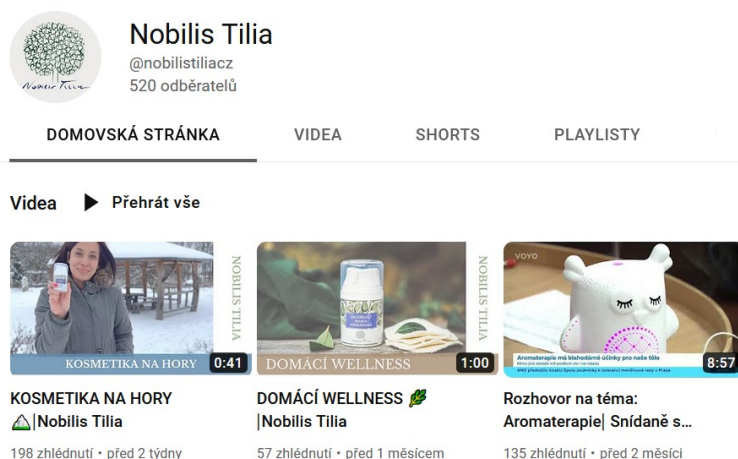 Nobilis Tilia
@nobilistiliacz
520 odběratelů
Nobilis Tilia
DOMOVSKÁ STRÁNKA
VIDEA
SHORTS
PLAYLISTY
Videa
Přehrát vše
NOBILIS TILIA
KOSMETIKA NA HORY
0:41
NOBILIS TILIA
DOMÁCÍ WELLNESS
1:00
VOYO
Aromaterapie má blahodárné účinky pro naše tělo
8:57
KOSMETIKA NA HORY
|Nobilis Tilia
198 zhlédnutí • před 2 týdny
DOMÁCÍ WELLNESS
|Nobilis Tilia
57 zhlédnutí • před 1 měsícem
Rozhovor na téma:
Aromaterapie| Snídaně s...
135 zhlédnutí • před 2 měsíci